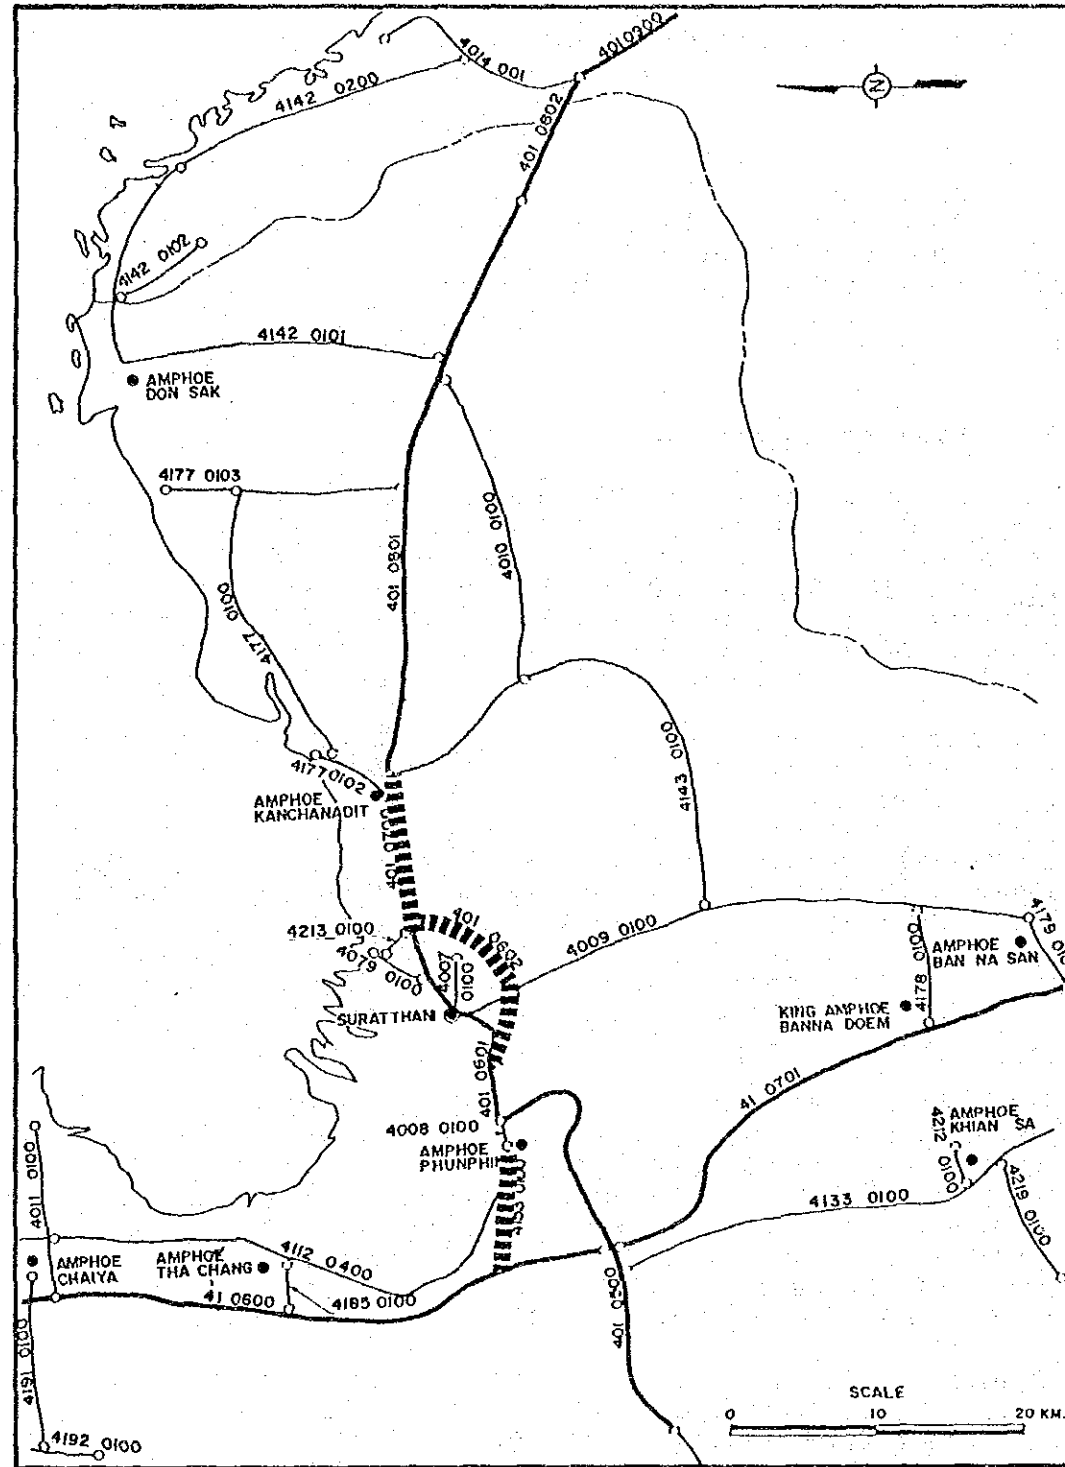 4010900
4014 001
4142 0200
N
401 0802
4142 0102
4142 0101
AMPHOE
DON SAK
4177 0103
4010 0100
401 0801
4177 0100
4143 0100
4177 0102
AMPHOE
KANCHANADIT
401
401
0602
4213 0100
4009 0100
4179 010
4079 0100
4007
0100
4178 0100
AMPHOE
BAN NA SAN
SURATTHANI
KING AMPHOE
BANNA DOEM
401 0601
41 0701
4008 0100
AMPHOE
PHUNPHIN
4212
0100
AMPHOE
KHIAN SA
4011 0100
4133 0100
4219 0100
AMPHOE
CHAIYA
AMPHOE
THA CHANG
4112 0400
41 0600
4185 0100
401 0500
4191 0100
4192 0100
SCALE
0 10 20 KM.